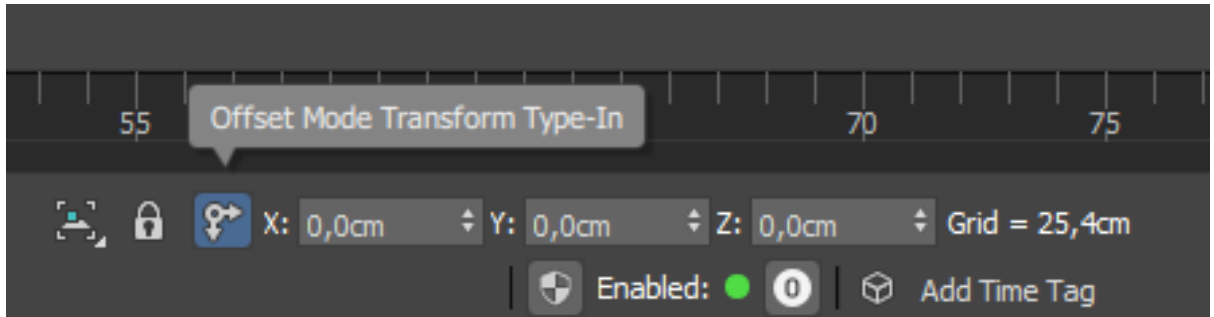 55 70 75
Offset Mode Transform Type-In
X: 0,0cm Y: 0,0cm Z: 0,0cm Grid = 25,4cm
Enabled: 0 Add Time Tag